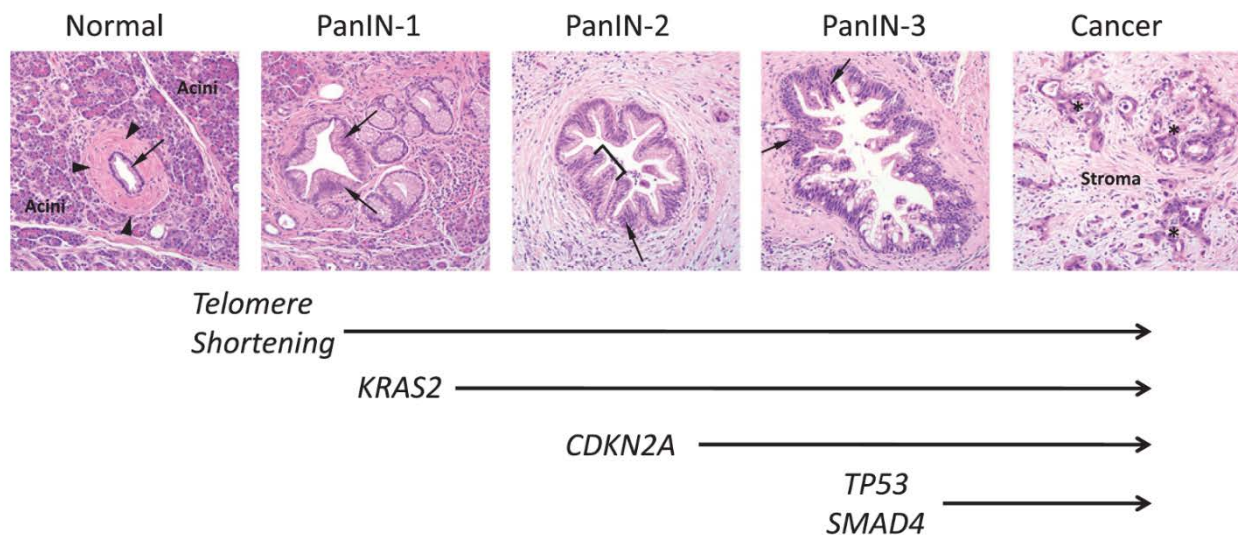 Normal PanIN-1 PanIN-2 PanIN-3 Cancer
Acini
Acini
Stroma
*
*
*
Telomere
Shortening
KRAS2
CDKN2A
TP53
SMAD4